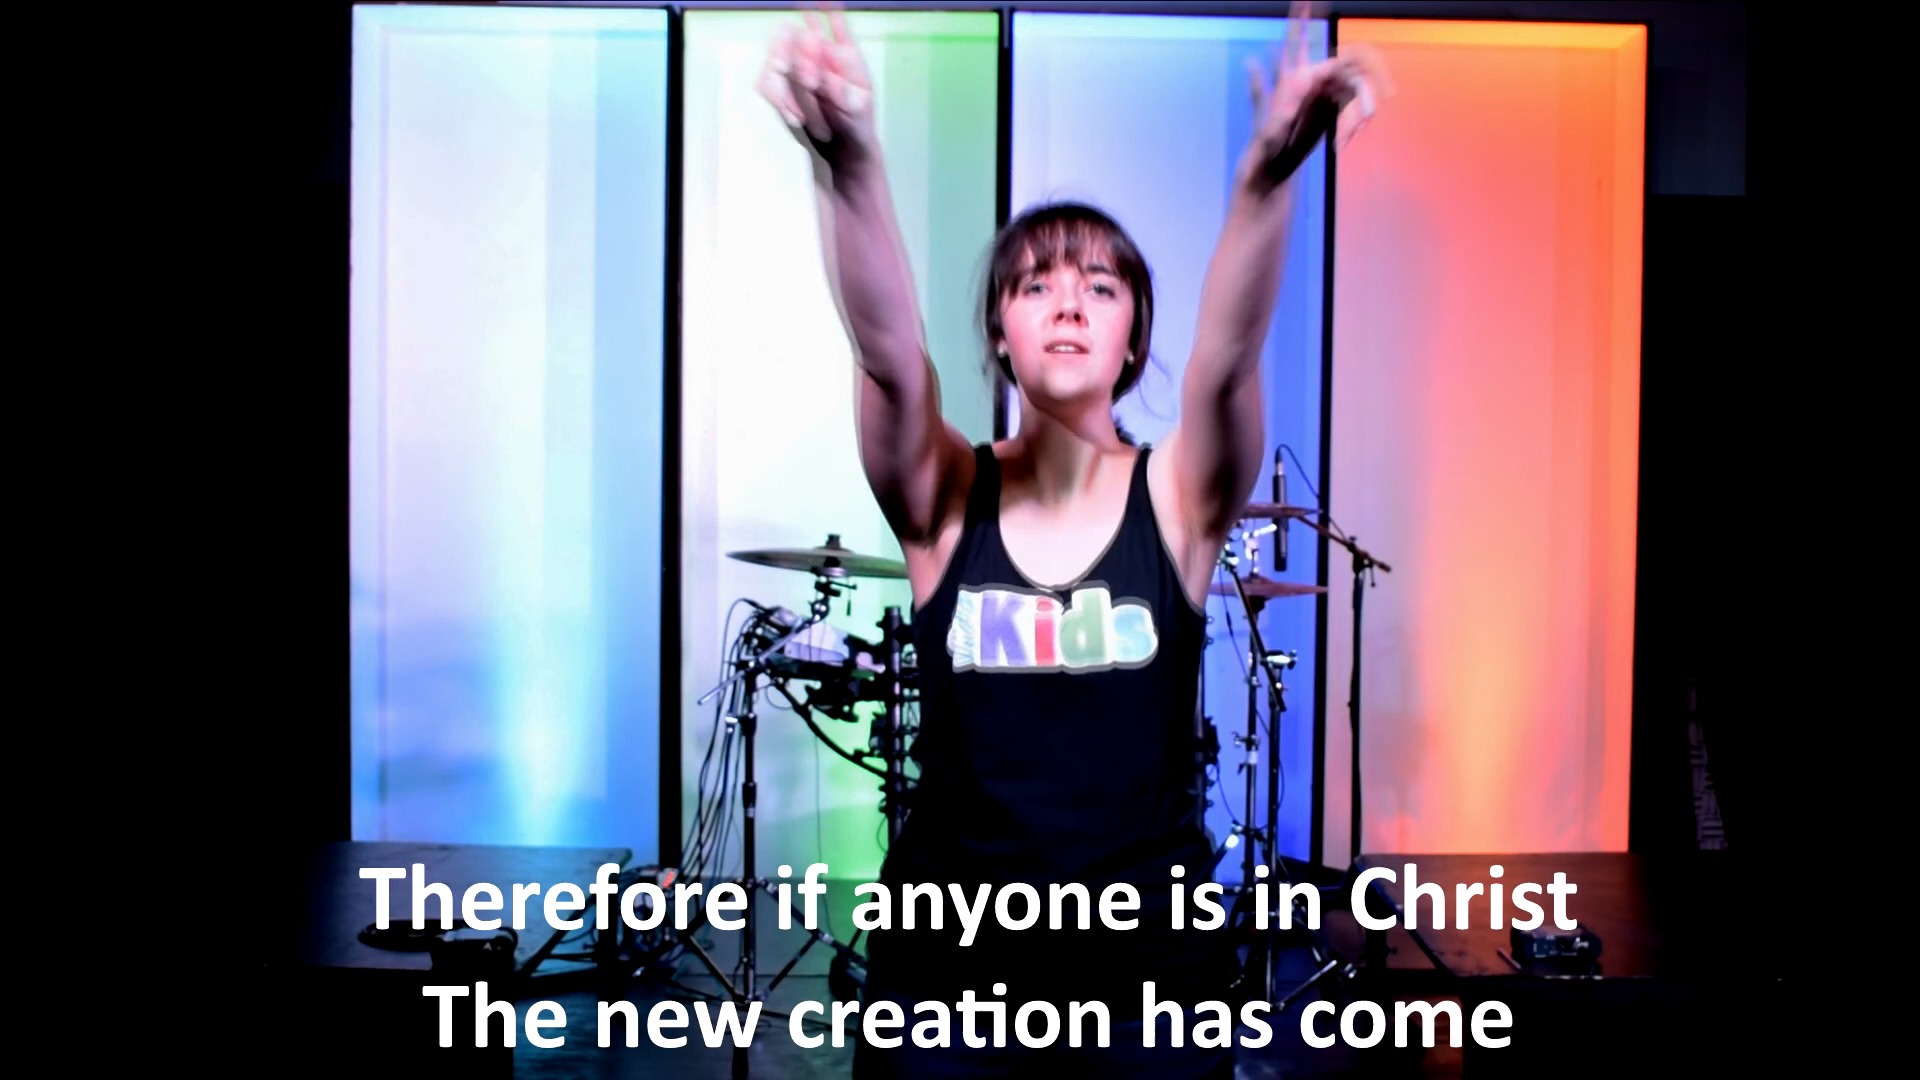 Kids
Therefore if anyone is in Christ
The new creation has come